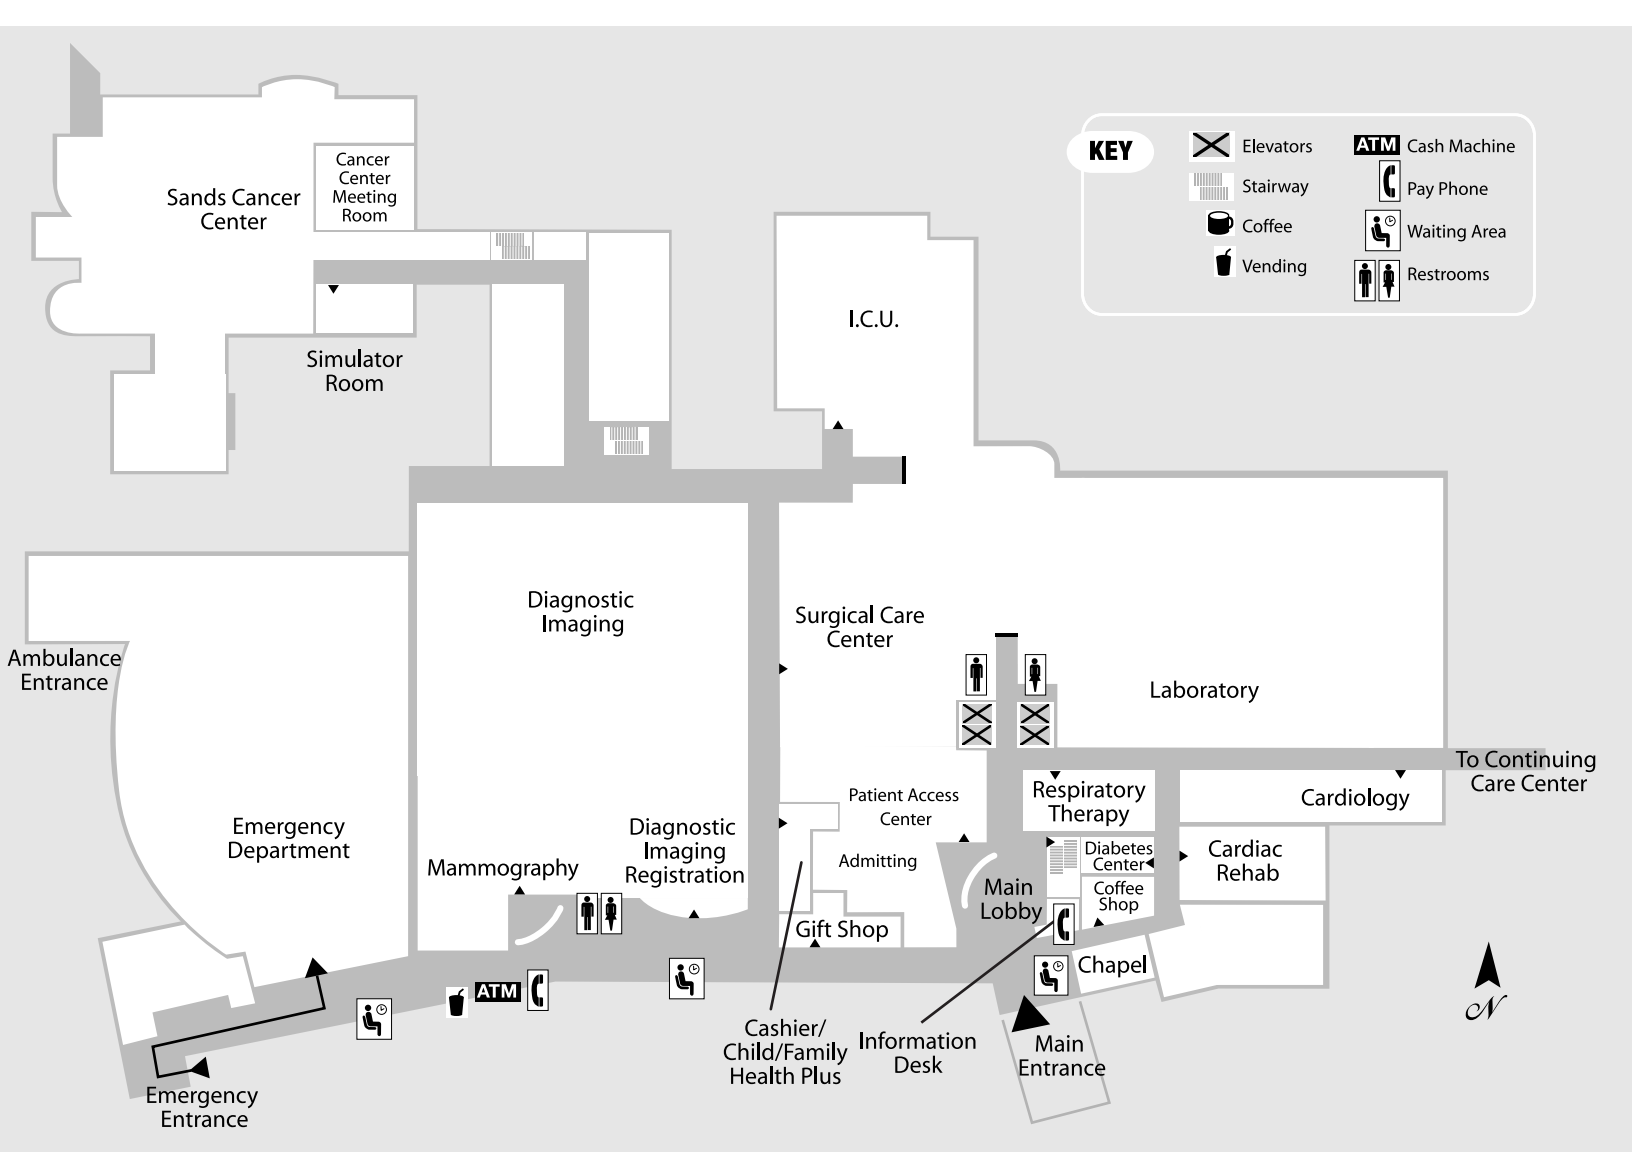 KEY
Elevators
Stairway
Coffee
Vending
ATM Cash Machine
Pay Phone
Waiting Area
Restrooms
Cancer
Center
Meeting
Room
Sands Cancer
Center
Simulator
Room
I.C.U.
Diagnostic
Imaging
Surgical Care
Center
Ambulance
Entrance
Laboratory
To Continuing
Care Center
Respiratory
Therapy
Cardiology
Patient Access
Center
Emergency
Department
Diagnostic
Imaging
Registration
Mammography
Admitting
Diabetes
Center
Cardiac
Rehab
Main
Lobby
Coffee
Shop
Gift Shop
Chapel
ATM
Cashier/
Child/Family
Health Plus
Information
Desk
Main
Entrance
Emergency
Entrance
N